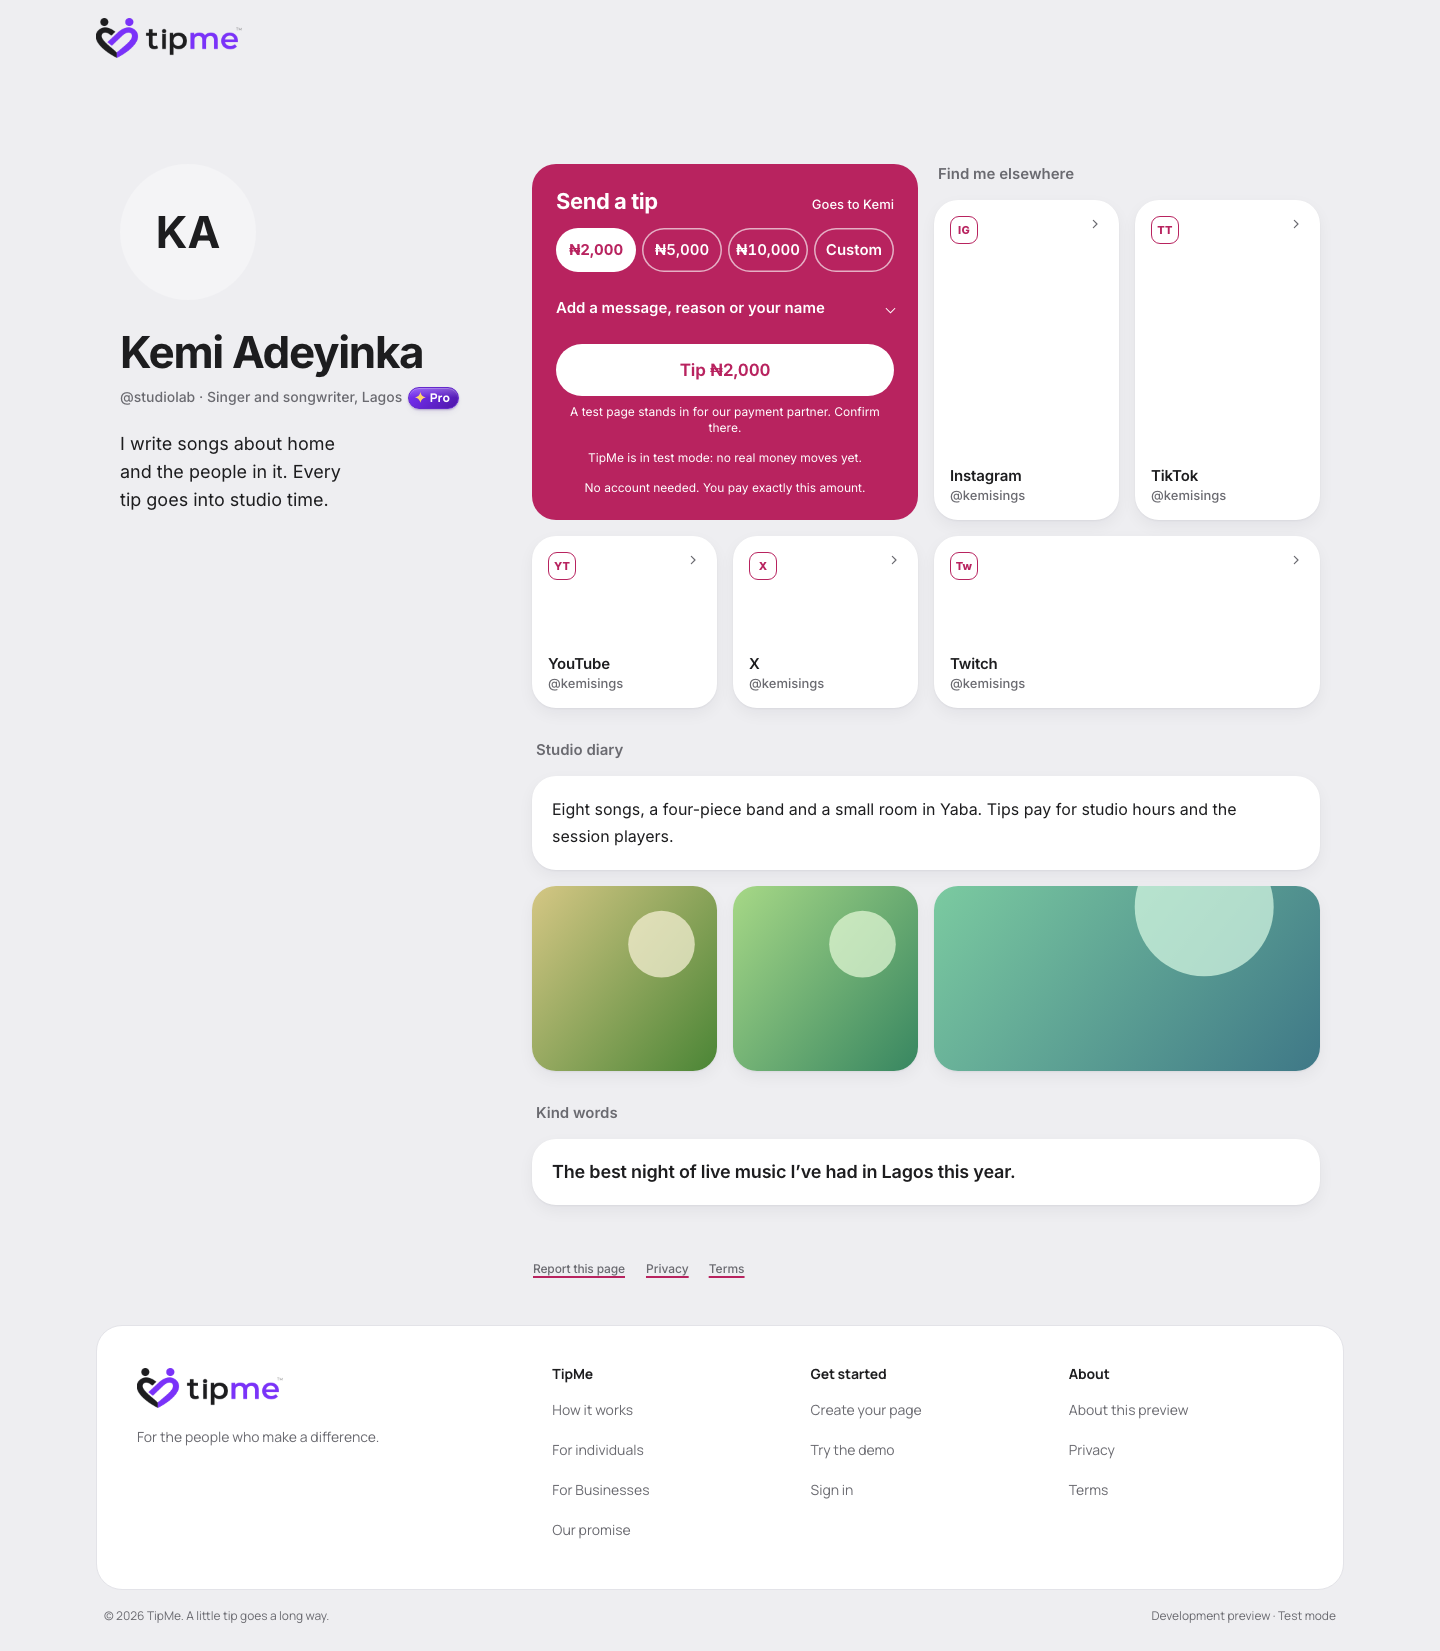 tipme™
KA
Kemi Adeyinka
@studiolab · Singer and songwriter, Lagos ✦ Pro
I write songs about home
and the people in it. Every
tip goes into studio time.
Send a tip
Goes to Kemi
₦2,000
₦5,000
₦10,000
Custom
Add a message, reason or your name
Tip ₦2,000
A test page stands in for our payment partner. Confirm
there.
TipMe is in test mode: no real money moves yet.
No account needed. You pay exactly this amount.
Find me elsewhere
IG
Instagram
@kemisings
TT
TikTok
@kemisings
YT
YouTube
@kemisings
X
X
@kemisings
Tw
Twitch
@kemisings
Studio diary
Eight songs, a four-piece band and a small room in Yaba. Tips pay for studio hours and the
session players.
Kind words
The best night of live music I’ve had in Lagos this year.
Report this page
Privacy
Terms
tipme™
For the people who make a difference.
TipMe
How it works
For individuals
For Businesses
Our promise
Get started
Create your page
Try the demo
Sign in
About
About this preview
Privacy
Terms
© 2026 TipMe. A little tip goes a long way.
Development preview · Test mode